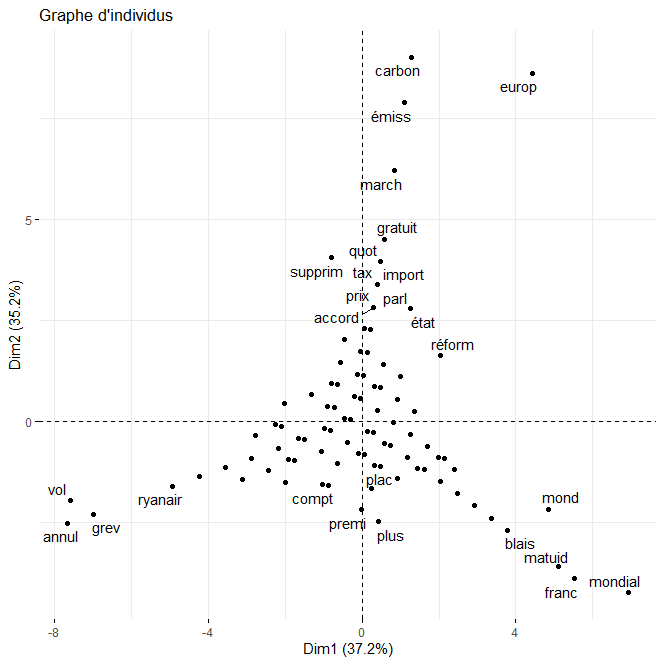 Graphe d'individus
carbon
europ
émiss
march
gratuit
quot
suprim
tax import
prix parl
accord
état
réform
5
0
Dim2 (35.2%)
plac
vol
ryanair
compt
mond
premi
grev
annul
plus
blais
matuid
mondial
franc
-8 -4 0 4
Dim1 (37.2%)